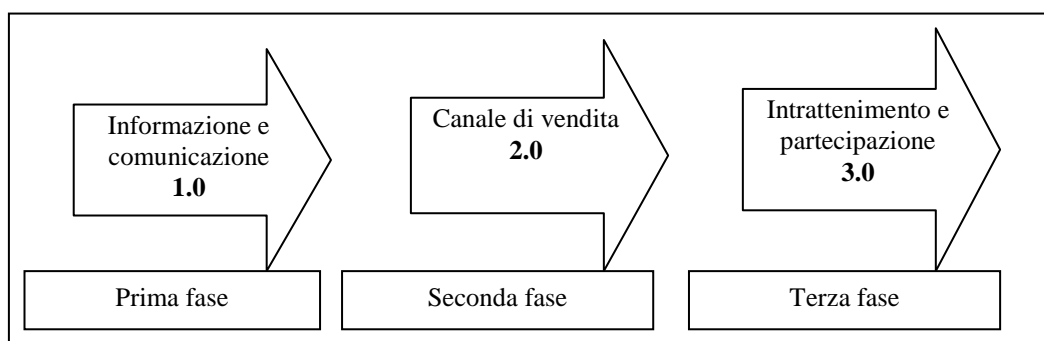 Informazione e
comunicazione
1.0
Canale di vendita
2.0
Intrattenimento e
partecipazione
3.0
Prima fase
Seconda fase
Terza fase